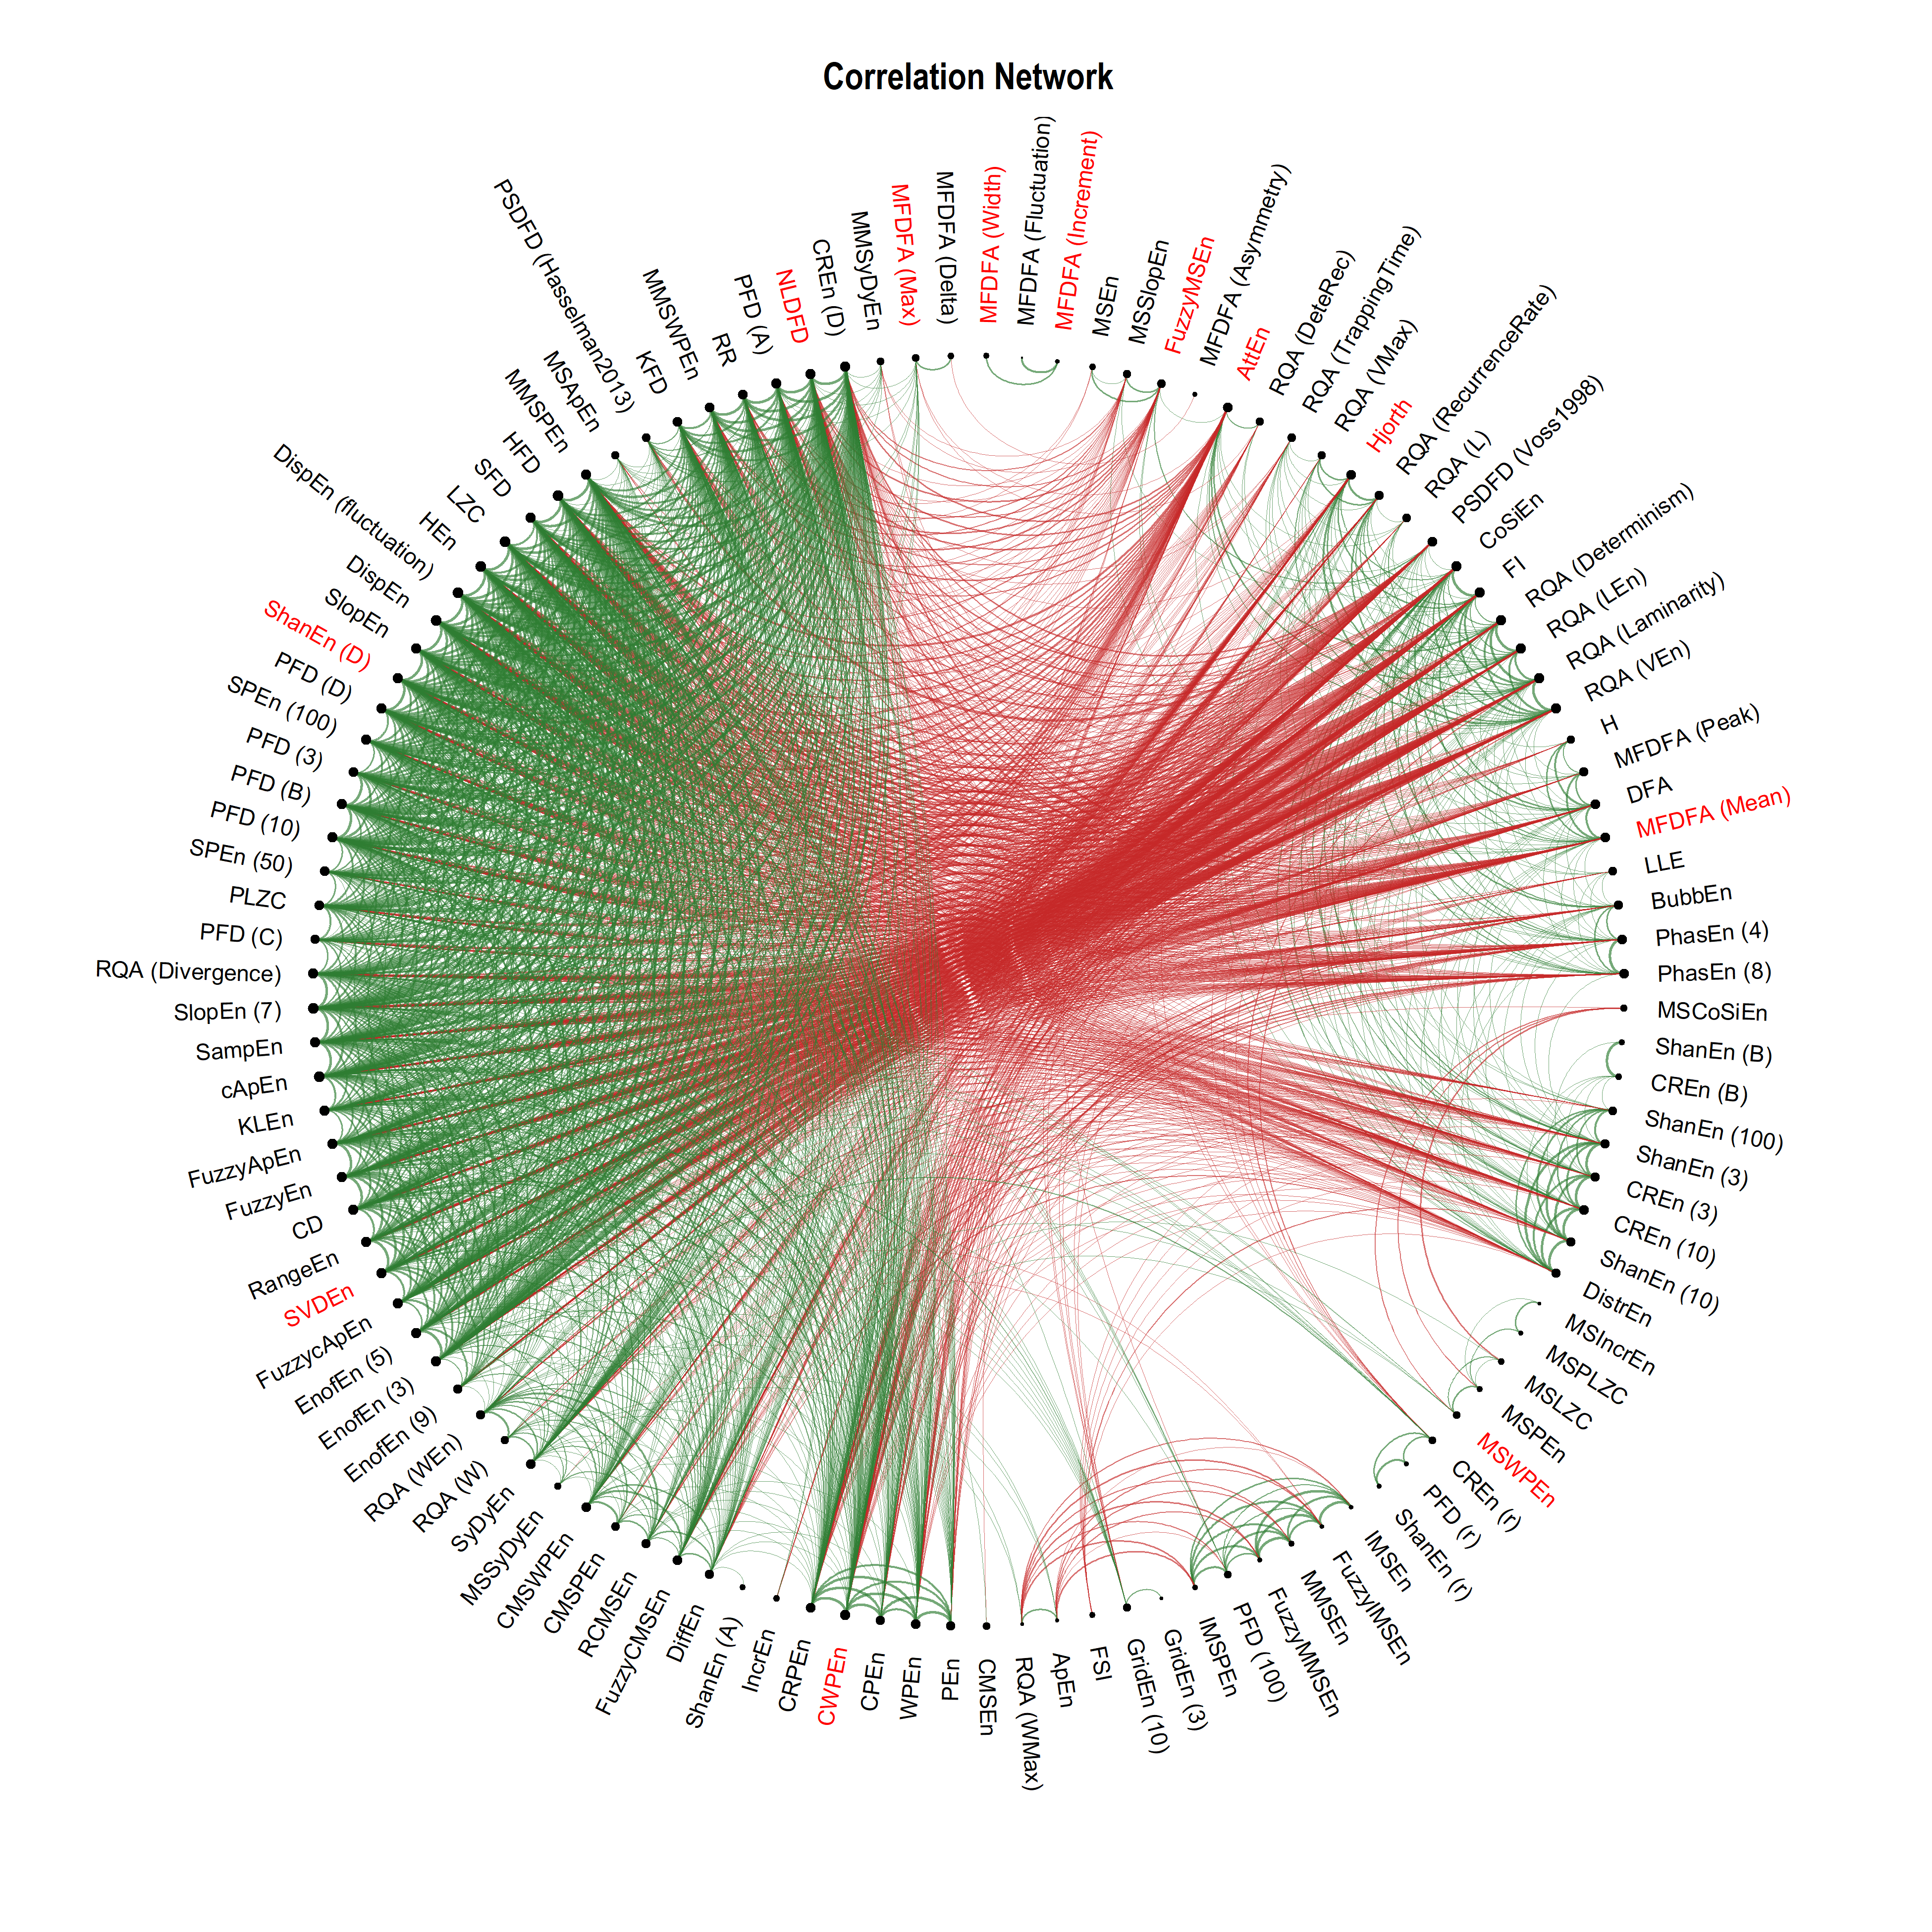 Correlation Network
MFDFA (Width)
MFDFA (Fluctuation)
MFDFA (Increment)
MSEn
MSSlopEn
FuzzyMSEn
MFDFA (Asymmetry)
AttEn
RQA (DeteRec)
RQA (TrappingTime)
RQA (VMax)
Hjorth
RQA (RecurrenceRate)
RQA (L)
PSDFD (Voss1998)
CoSiEn
FI
RQA (Determinism)
RQA (LEn)
RQA (Laminarity)
RQA (VEn)
H
MFDFA (Peak)
DFA
MFDFA (Mean)
LLE
BubbEn
PhasEn (4)
PhasEn (8)
MSCoSiEn
ShanEn (B)
CREn (B)
ShanEn (100)
ShanEn (3)
CREn (3)
CREn (10)
ShanEn (10)
DistrEn
MSIncrEn
MSPLZC
MSLZC
MSPEn
MSWPEn
CREn (r)
PFD (r)
ShanEn (r)
IMSEn
FuzzyIMSEn
MMSEn
FuzzyMMSEn
PFD (100)
IMSPEn
GridEn (3)
GridEn (10)
FSI
ApEn
RQA (WMax)
CMSEn
PEn
WPEn
CPEn
CWPEn
CRPEn
IncrEn
ShanEn (A)
DiffEn
FuzzyCMSEn
RCMSEn
CMSPEn
CMSWPEn
MSSyDyEn
SyDyEn
RQA (W)
RQA (WEn)
EnofEn (9)
EnofEn (3)
EnofEn (5)
FuzzycApEn
SVDEn
RangeEn
CD
FuzzyEn
FuzzyApEn
KLEn
cApEn
SampEn
SlopEn (7)
RQA (Divergence)
PFD (C)
PLZC
SPEn (50)
PFD (10)
PFD (B)
PFD (3)
SPEn (100)
PFD (D)
ShanEn (D)
SlopEn
DispEn
DispEn (fluctuation)
HEn
LZC
SFD
HFD
MMSPEn
MSApEn
PSDFD (Hasselman2013)
KFD
MMSWPEn
RR
PFD (A)
NLDFD
CREn (D)
MMSyDyEn
MFDFA (Max)
MFDFA (Delta)